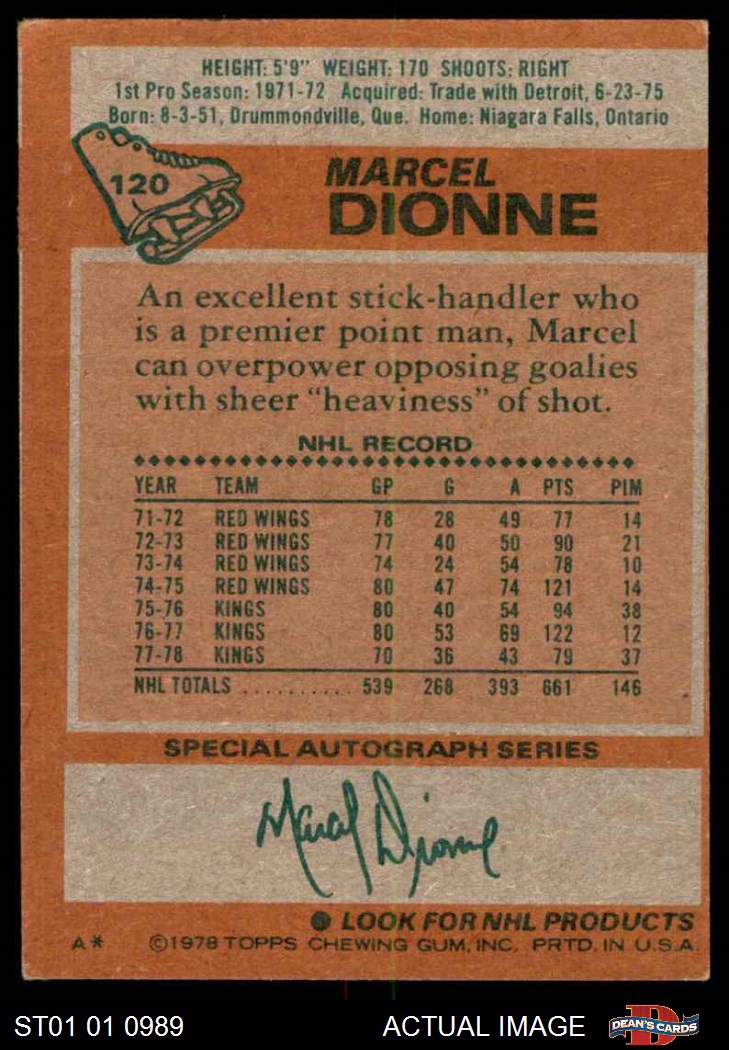 HEIGHT: 5'9" WEIGHT: 170 SHOOTS: RIGHT
1st Pro Season: 1971-72 Acquired: Trade with Detroit, 6-23-75
Born: 8-3-51, Drummondville, Que. Home: Niagara Falls, Ontario
120
MARCEL
DIONNE
An excellent stick-handler who
is a premier point man, Marcel
can overpower opposing goalies
with sheer "heaviness" of shot.
NHL RECORD
YEAR TEAM GP G A PTS PIM
71-72 RED WINGS 78 28 49 77 14
72-73 RED WINGS 77 40 50 90 21
73-74 RED WINGS 74 24 54 78 10
74-75 RED WINGS 80 47 74 121 14
75-76 KINGS 80 40 54 94 38
76-77 KINGS 80 53 69 122 12
77-78 KINGS 70 36 43 79 37
NHL TOTALS .......... 539 268 393 661 146
SPECIAL AUTOGRAPH SERIES
Marcel Dionne
LOOK FOR NHL PRODUCTS
A* ©1978 TOPPS CHEWING GUM, INC. PRTD. IN U.S.A.
ST01 01 0989 ACTUAL IMAGE DEAN'S CARDS